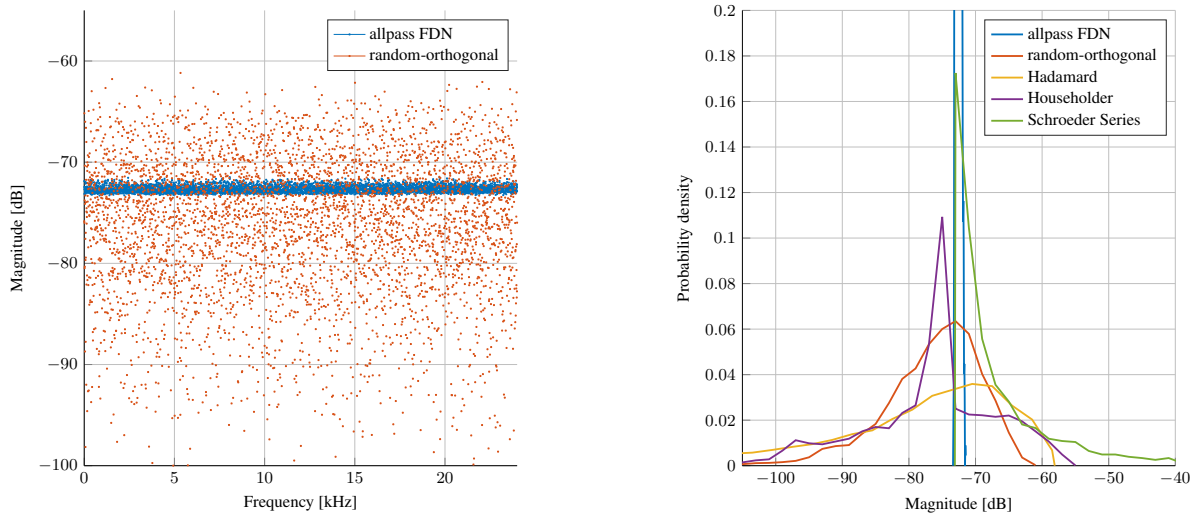 allpass FDN
random-orthogonal
−60
−70
−80
−90
−100
0
5
10
15
20
Frequency [kHz]
Magnitude [dB]
allpass FDN
random-orthogonal
Hadamard
Householder
Schroeder Series
0.2
0.18
0.16
0.14
0.12
0.1
0.08
0.06
0.04
0.02
0
−100
−90
−80
−70
−60
−50
−40
Magnitude [dB]
Probability density